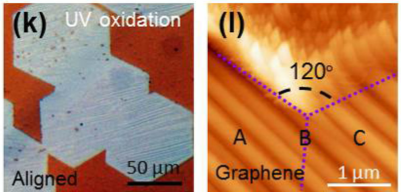 (k)
UV oxidation
Aligned
50 μm
(l)
120°
A
B
C
Graphene
1 μm